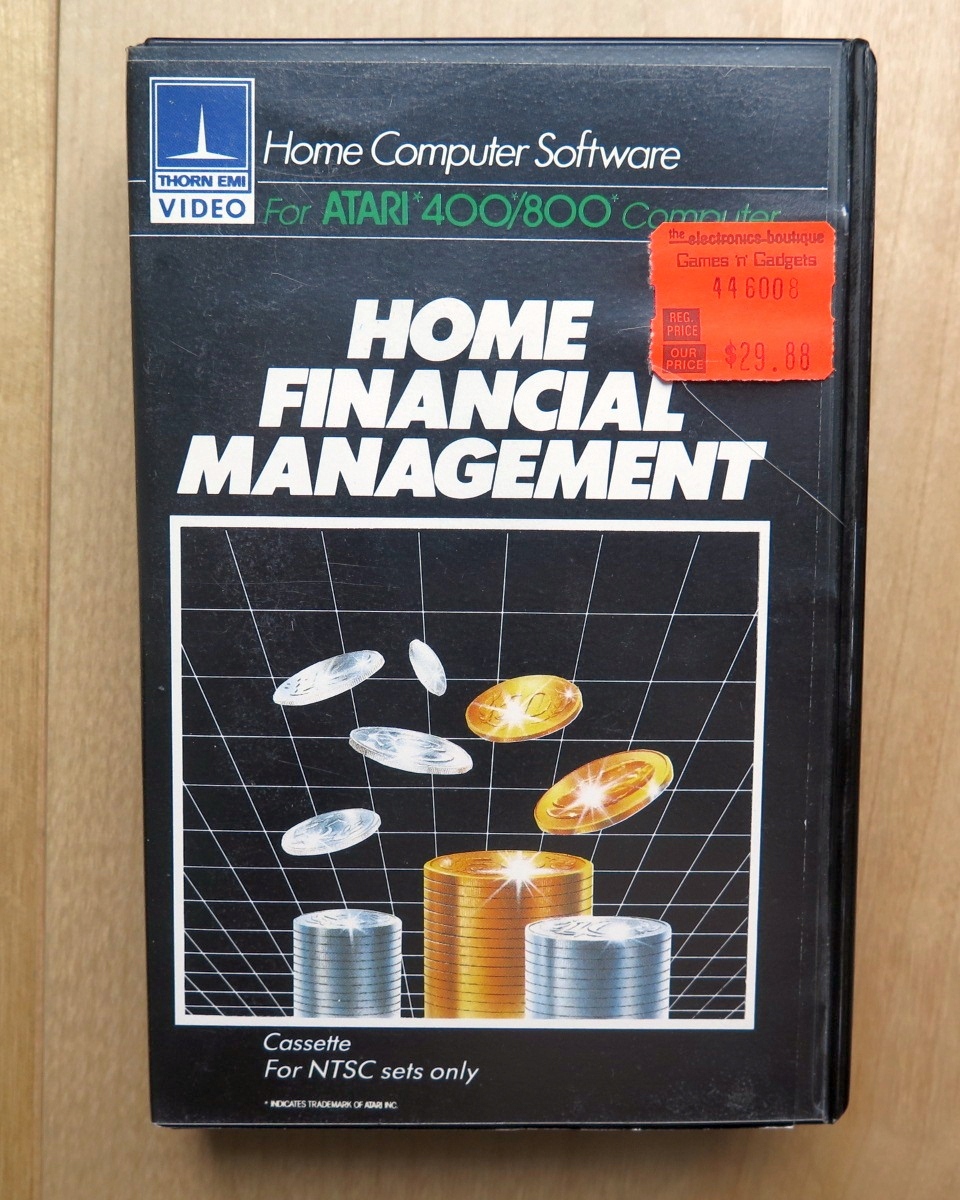 Home Computer Software
THORN EMI
VIDEO
For ATARI* 400*/800* Computer
the electronics boutique
Games 'n' Gadgets
446008
REG. PRICE
OUR PRICE $29.88
HOME
FINANCIAL
MANAGEMENT
Cassette
For NTSC sets only
* INDICATES TRADEMARK OF ATARI INC.